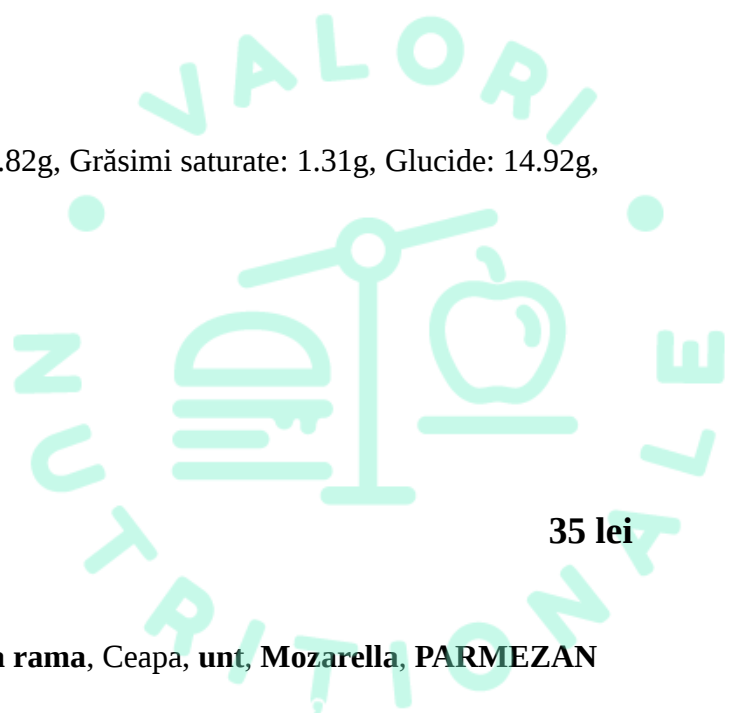 VALORI
.82g, Grăsimi saturate: 1.31g, Glucide: 14.92g,
35 lei
rama, Ceapa, unt, Mozarella, PARMEZAN
NUTRITIONALE